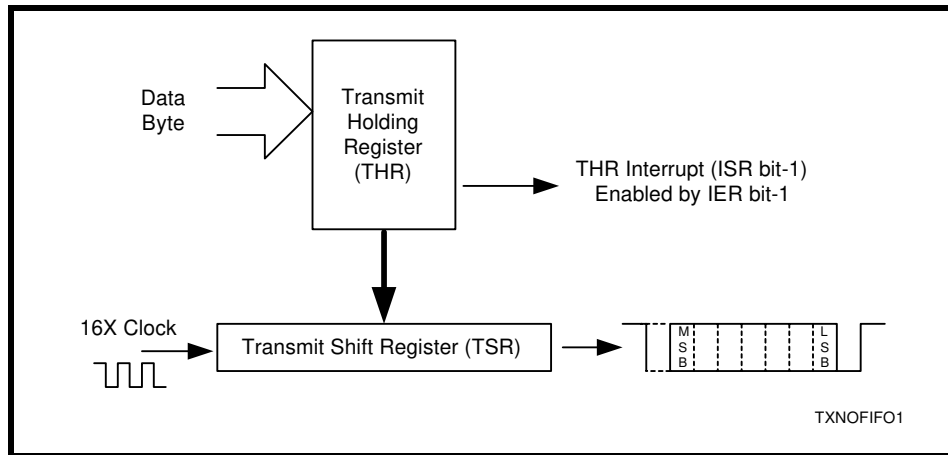 Data
Byte
Transmit
Holding
Register
(THR)
THR Interrupt (ISR bit-1)
Enabled by IER bit-1
16X Clock
Transmit Shift Register (TSR)
M
S
B
L
S
B
TXNOFIFO1